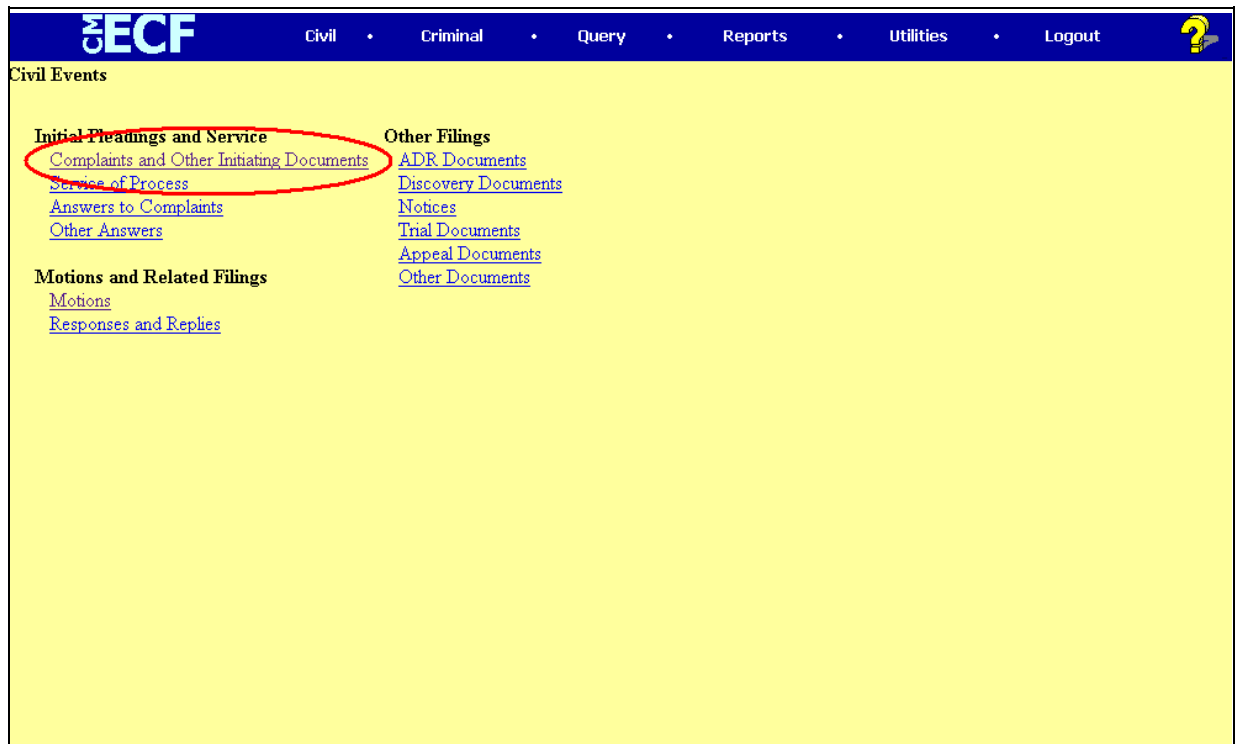 CM ECF Civil • Criminal • Query • Reports • Utilities • Logout ?
Civil Events
Initial Pleadings and Service
Complaints and Other Initiating Documents
Service of Process
Answers to Complaints
Other Answers
Motions and Related Filings
Motions
Responses and Replies
Other Filings
ADR Documents
Discovery Documents
Notices
Trial Documents
Appeal Documents
Other Documents